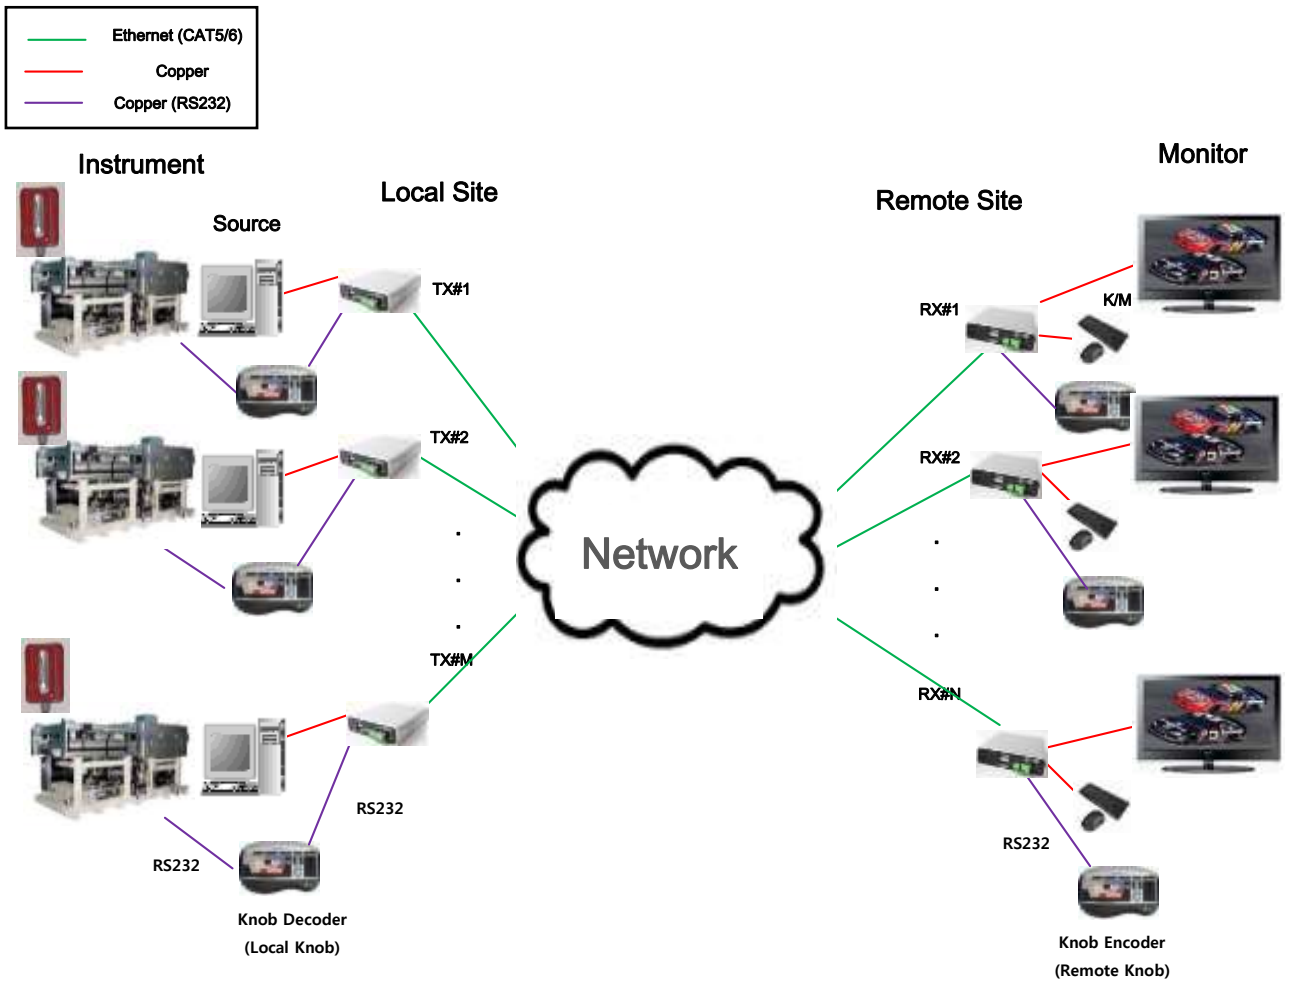 Ethernet (CAT5/6)
Copper
Copper (RS232)
Instrument
Local Site
Source
Remote Site
Monitor
TX#1
TX#2
.
.
.
TX#M
Network
RX#1
K/M
RX#2
.
.
.
RX#N
RS232
RS232
Knob Decoder
(Local Knob)
RS232
Knob Encoder
(Remote Knob)